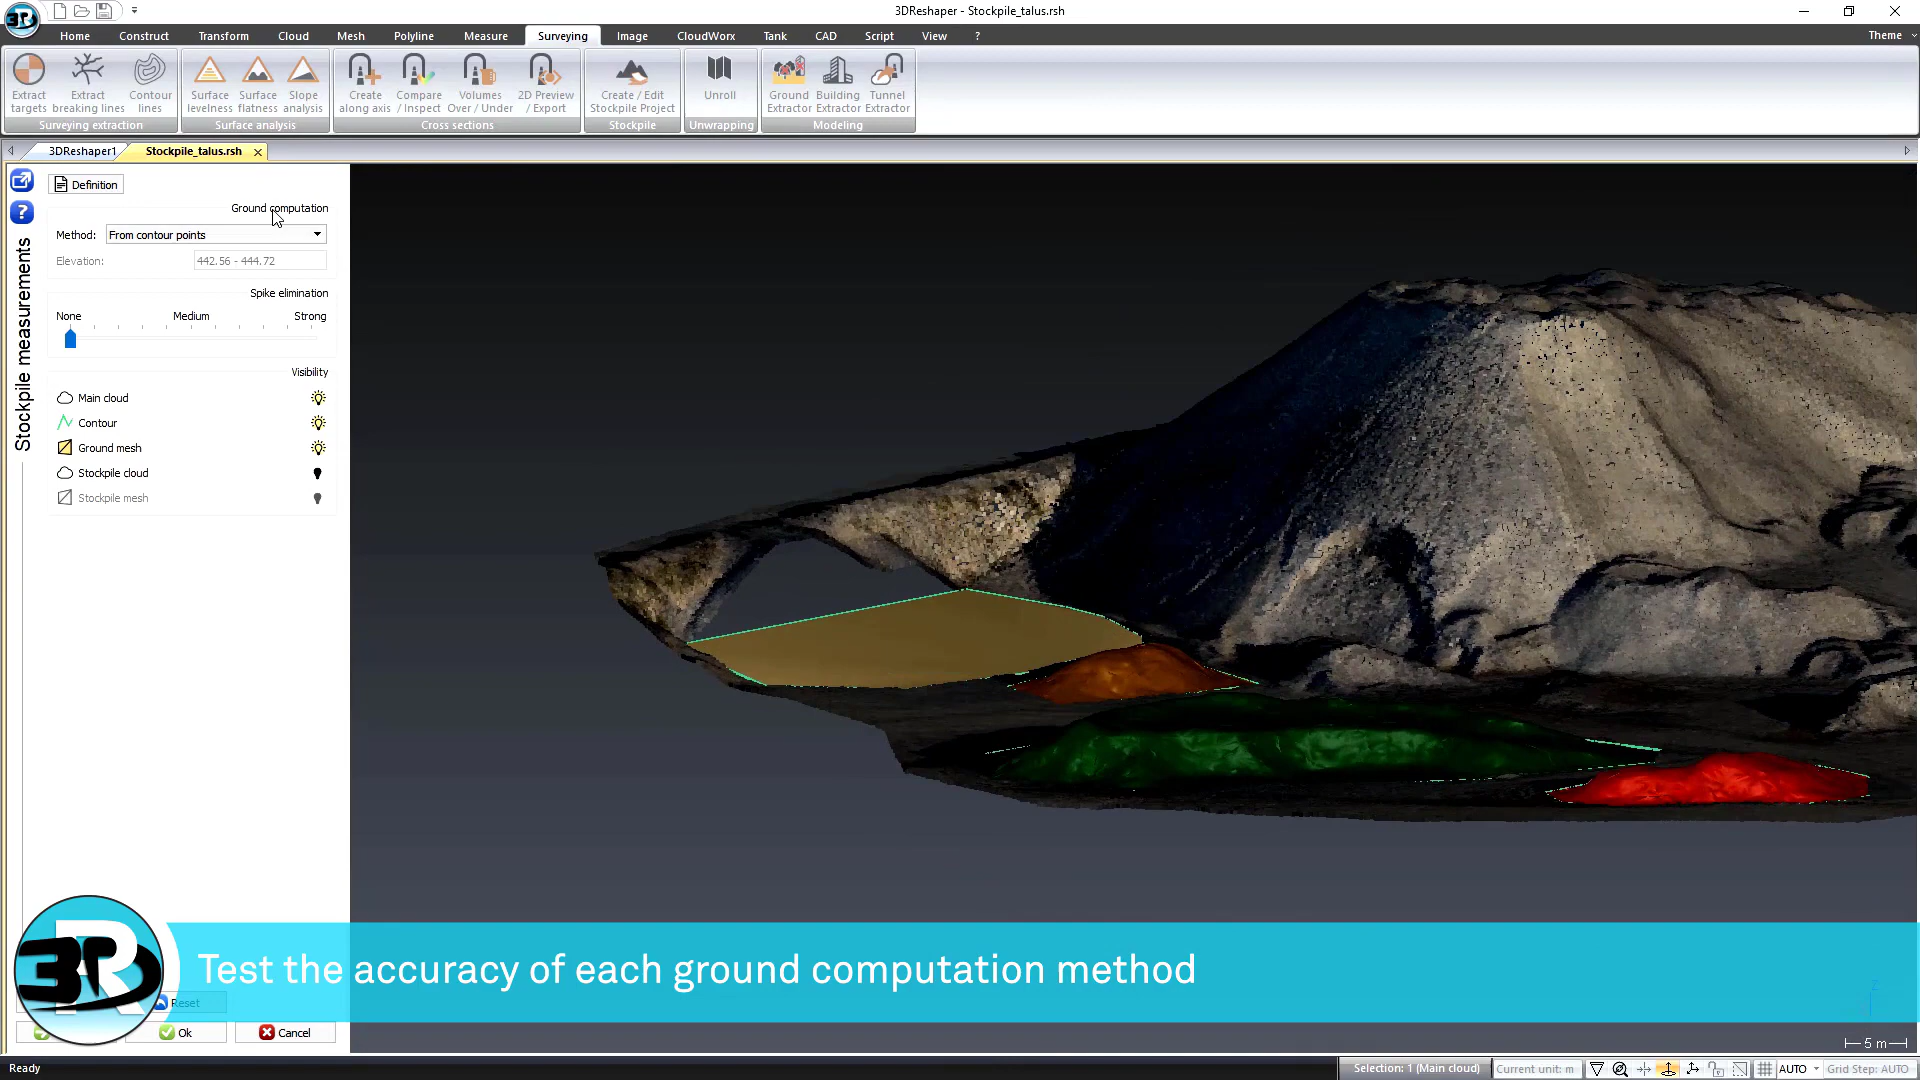 3DReshaper - Stockpile_talus.rsh
Home Construct Transform Cloud Mesh Polyline Measure Surveying Image CloudWorx Tank CAD Script View ? Theme
Extract targets
Extract breaking lines
Contour lines
Surveying extraction
Surface levelness
Surface flatness
Slope analysis
Surface analysis
Create along axis
Compare / Inspect
Volumes Over / Under
2D Preview / Export
Cross sections
Create / Edit Stockpile Project
Stockpile
Unroll
Unwrapping
Ground Extractor
Building Extractor
Tunnel Extractor
Modeling
3DReshaper1
Stockpile_talus.rsh
Stockpile measurements
Definition
Ground computation
Method: From contour points
Elevation: 442.56 - 444.72
Spike elimination
None Medium Strong
Visibility
Main cloud
Contour
Ground mesh
Stockpile cloud
Stockpile mesh
3DR
Test the accuracy of each ground computation method
Reset
Ok Cancel
Z
5 m
Ready
Selection: 1 (Main cloud) Current unit: m AUTO Grid Step: AUTO